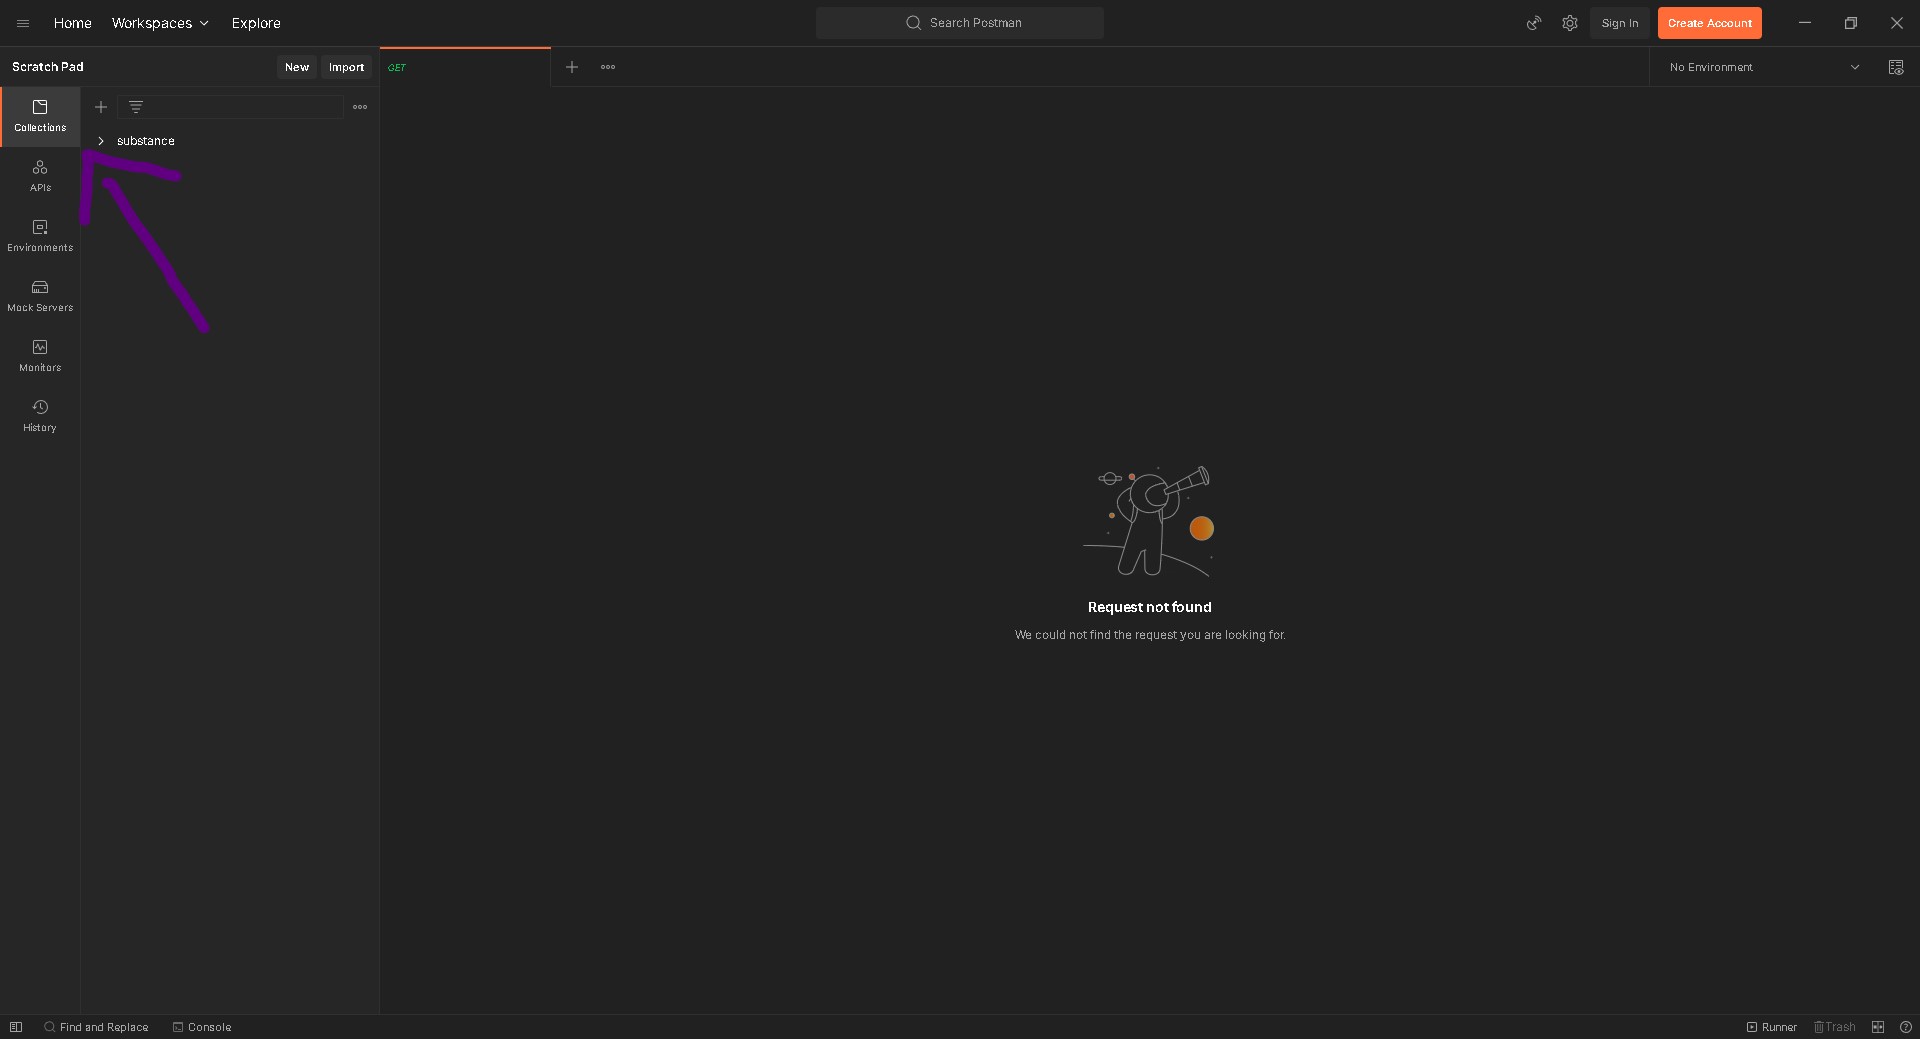 Home Workspaces Explore Search Postman Sign In Create Account
Scratch Pad New Import GET No Environment
Collections
substance
APIs
Environments
Mock Servers
Monitors
History
Request not found
We could not find the request you are looking for.
Find and Replace Console Runner Trash